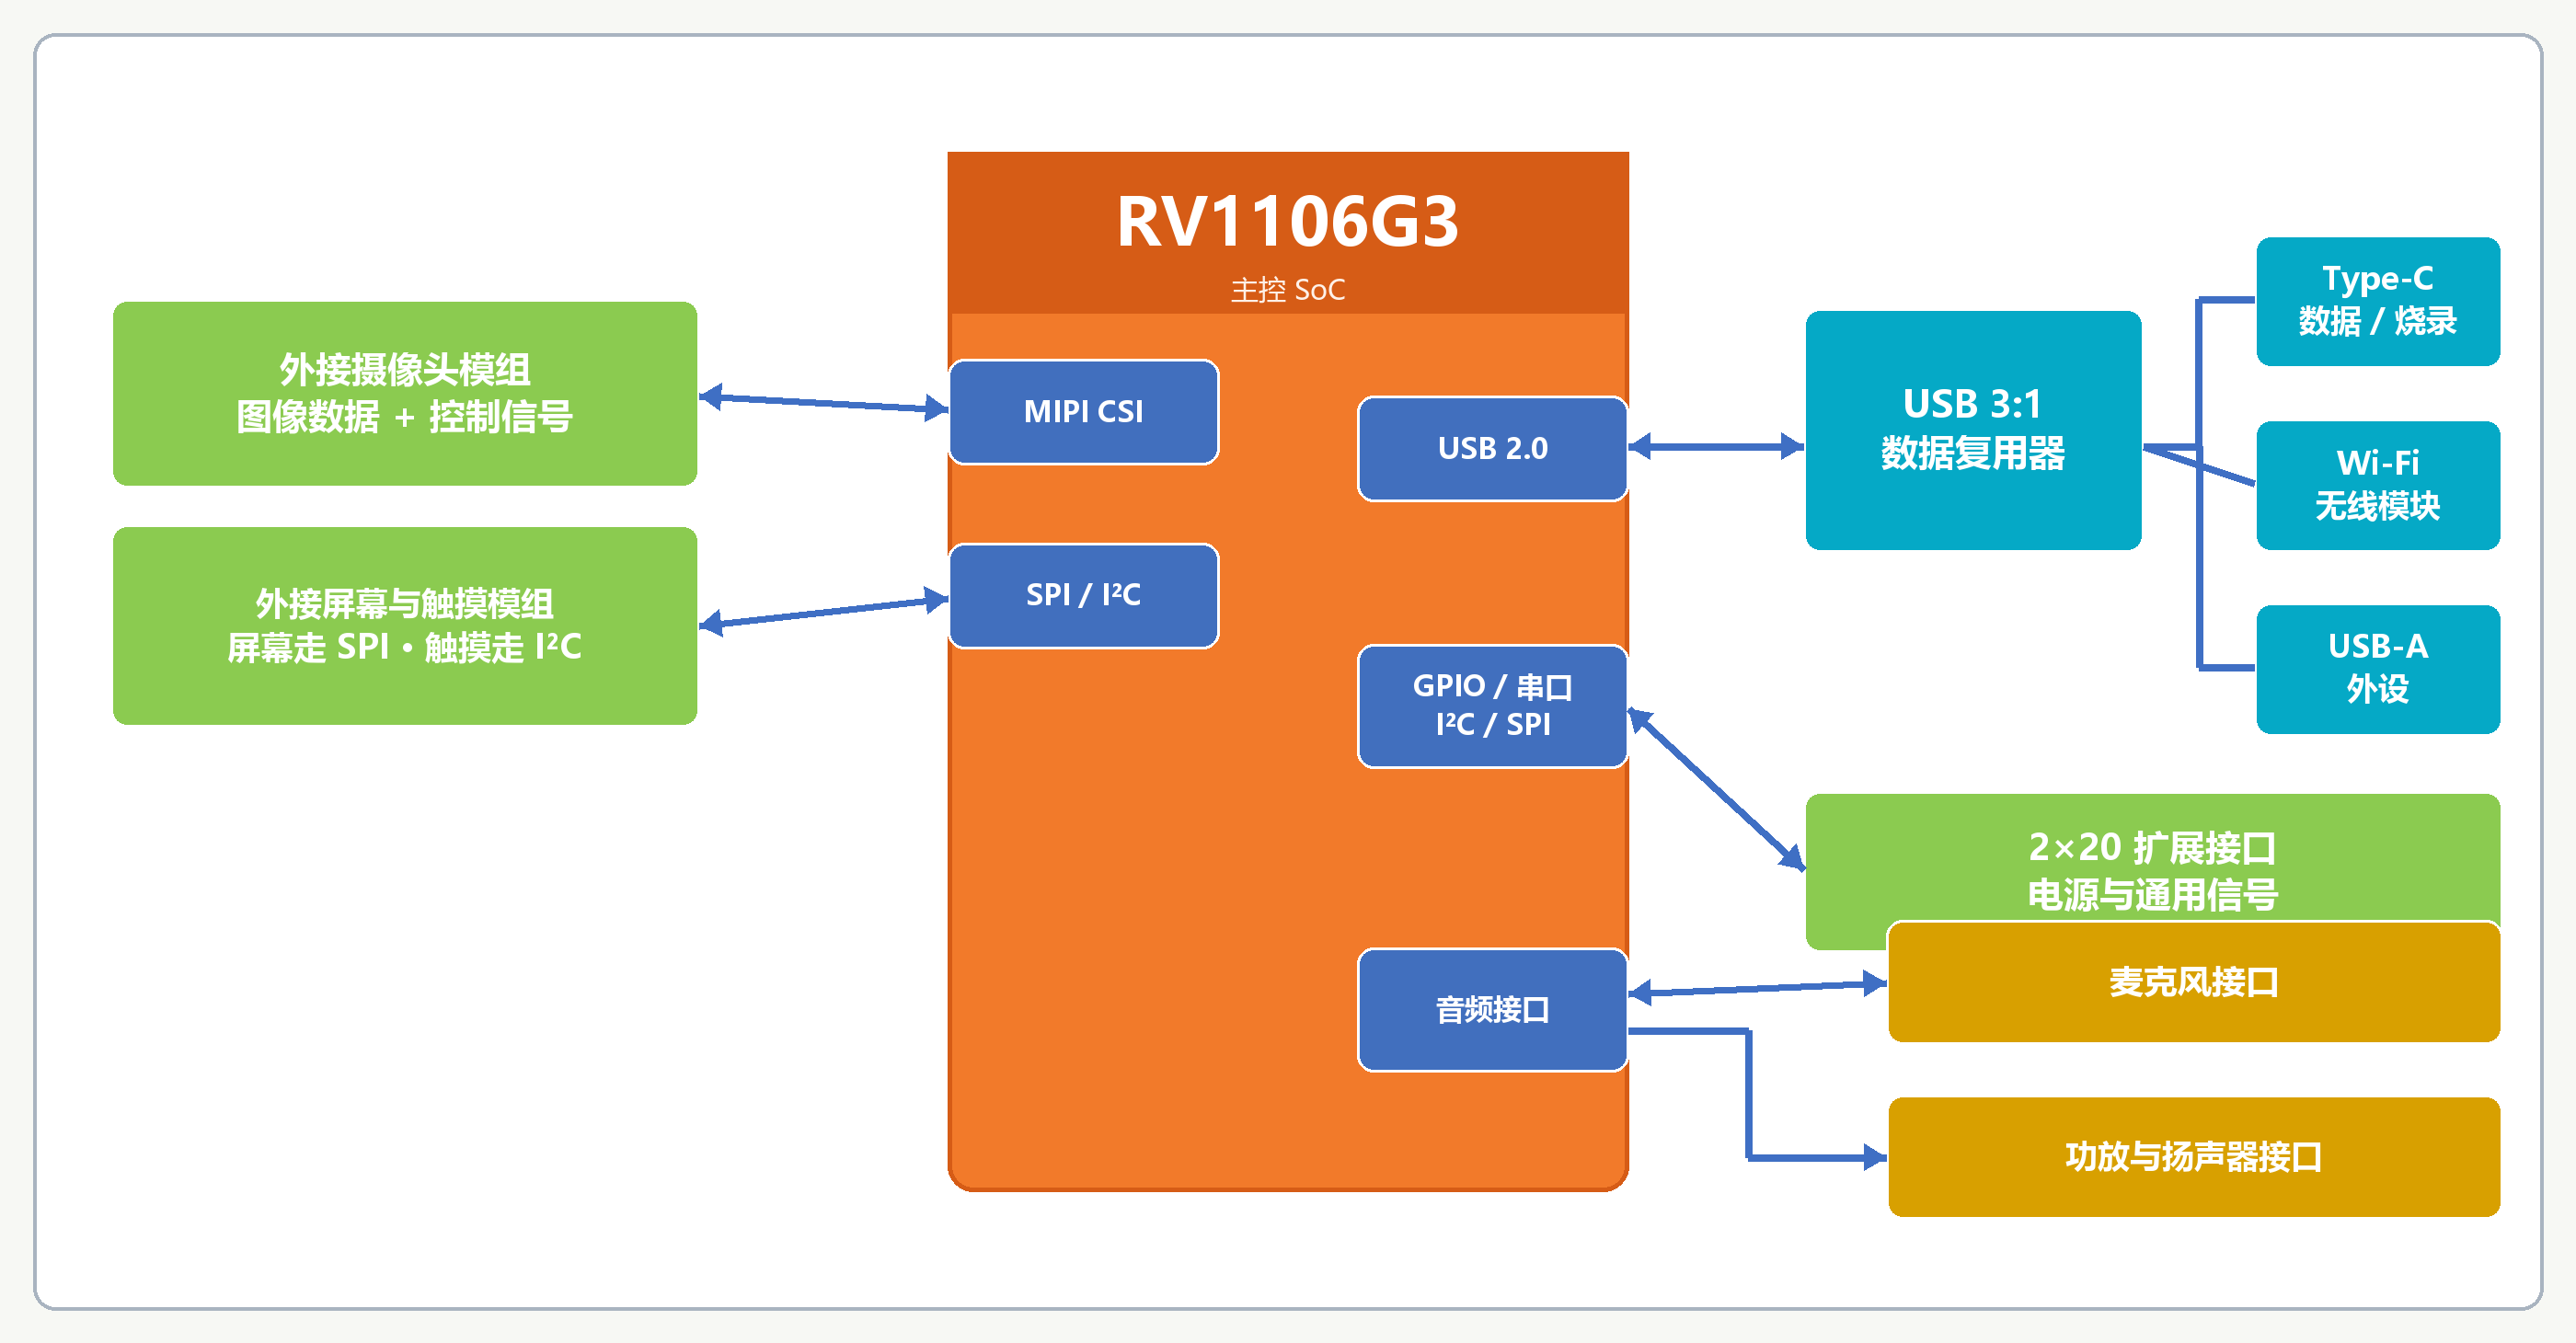 RV1106G3
主控 SoC
外接摄像头模组
图像数据 + 控制信号
外接屏幕与触摸模组
屏幕走 SPI・触摸走 I²C
MIPI CSI
SPI / I²C
USB 2.0
GPIO / 串口
I²C / SPI
音频接口
USB 3:1
数据复用器
Type-C
数据 / 烧录
Wi-Fi
无线模块
USB-A
外设
2×20 扩展接口
电源与通用信号
麦克风接口
功放与扬声器接口